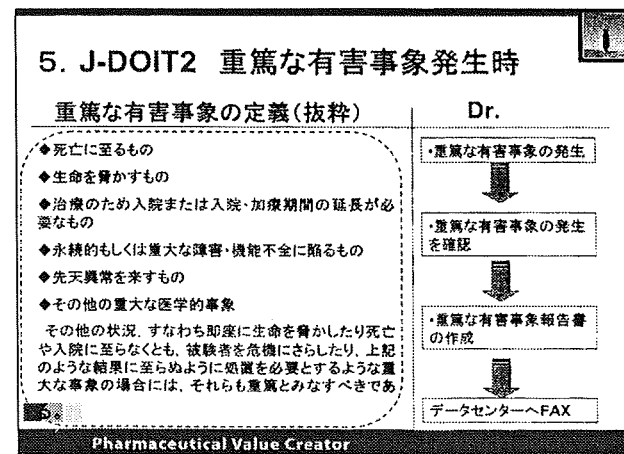 5. J-DOIT2 重篤な有害事象発生時
重篤な有害事象の定義(抜粋)
◆死亡に至るもの
◆生命を脅かすもの
◆治療のため入院または入院・加療期間の延長が必
要なもの
◆永続的もしくは重大な障害・機能不全に陥るもの
◆先天異常を来すもの
◆その他の重大な医学的事象
その他の状況、すなわち即座に生命を脅かしたり死亡
や入院に至らなくとも、被験者を危機にさらしたり、上記
のような結果に至らぬように処置を必要とするような重
大な事象の場合には、それらも重篤とみなすべきであ
Dr.
・重篤な有害事象の発生
・重篤な有害事象の発生
を確認
・重篤な有害事象報告書
の作成
データセンターへFAX
Pharmaceutical Value Creator